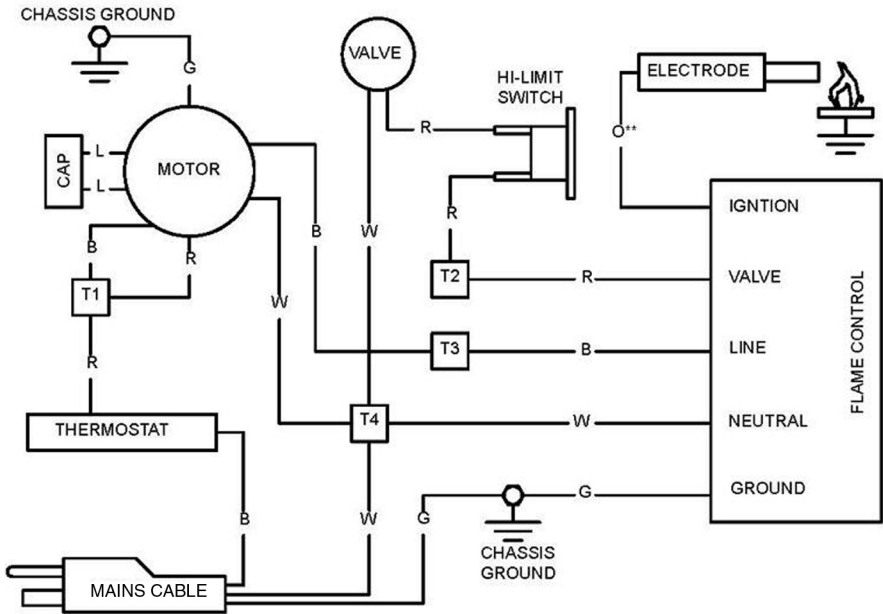 CHASSIS GROUND
G
VALVE
HI-LIMIT
SWITCH
ELECTRODE
R
O**
CAP
L
L
MOTOR
IGNTION
B
R
B
W
R
T1
W
T2
R
VALVE
T3
B
LINE
FLAME CONTROL
R
THERMOSTAT
T4
W
NEUTRAL
G
GROUND
B
W
G
CHASSIS
GROUND
MAINS CABLE